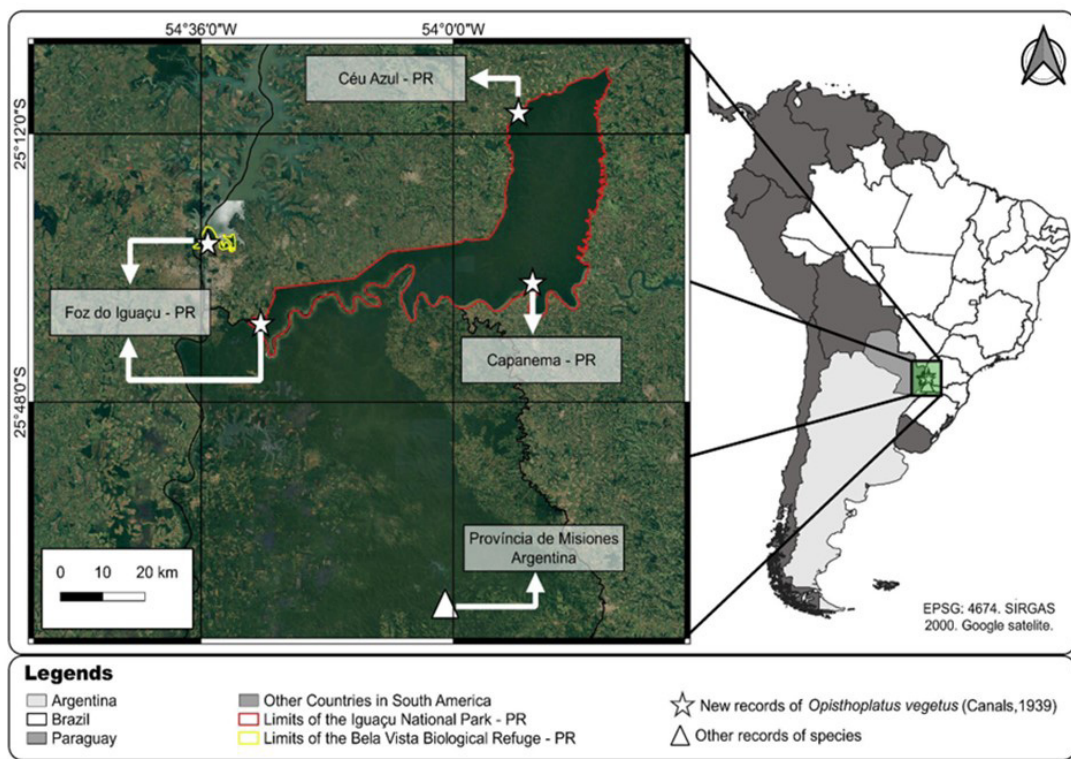 54°36'0"W
54°0'0"W
Céu Azul - PR
25°12'0"S
Foz do Iguaçu - PR
Capanema - PR
25°48'0"S
Província de Misiones
Argentina
0 10 20 km
EPSG: 4674. SIRGAS
2000. Google satelite.
Legends
Argentina
Brazil
Paraguay
Other Countries in South America
Limits of the Iguaçu National Park - PR
Limits of the Bela Vista Biological Refuge - PR
New records of Opisthoplatus vegetus (Canals,1939)
Other records of species